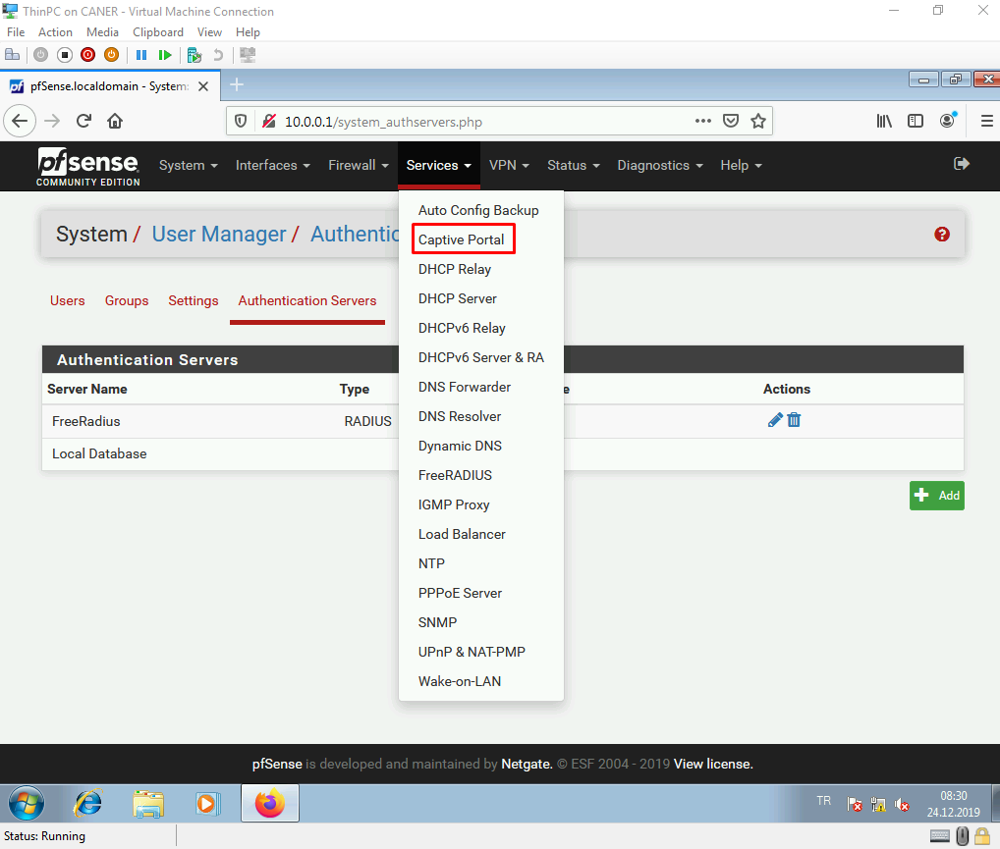 ThinPC on CANER - Virtual Machine Connection
File Action Media Clipboard View Help
pfSense.localdomain - System:
10.0.0.1/system_authservers.php
pfsense
COMMUNITY EDITION
System Interfaces Firewall Services VPN Status Diagnostics Help
System / User Manager / Authentic
Users Groups Settings Authentication Servers
Auto Config Backup
Captive Portal
DHCP Relay
DHCP Server
DHCPv6 Relay
DHCPv6 Server & RA
DNS Forwarder
DNS Resolver
Dynamic DNS
FreeRADIUS
IGMP Proxy
Load Balancer
NTP
PPPoE Server
SNMP
UPnP & NAT-PMP
Wake-on-LAN
Authentication Servers
Server Name Type e Actions
FreeRadius RADIUS
Local Database
Add
pfSense is developed and maintained by Netgate. © ESF 2004 - 2019 View license.
TR
08:30
24.12.2019
Status: Running